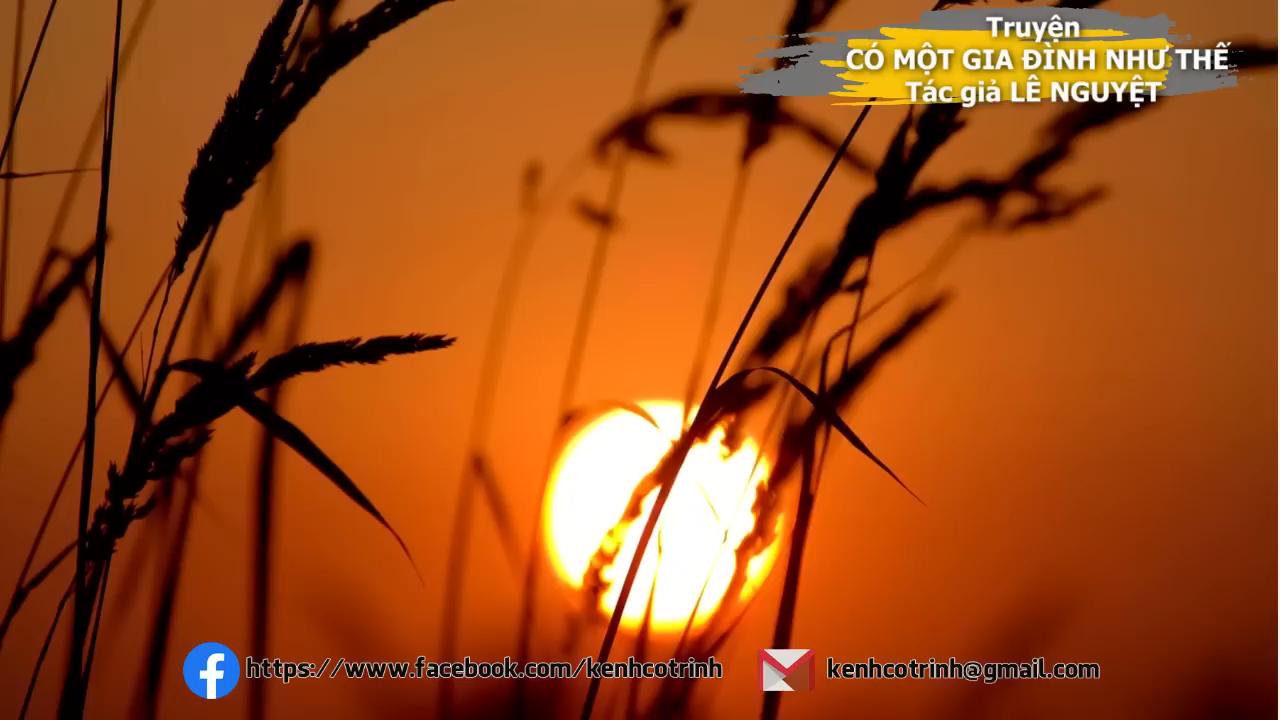 Truyện
CÓ MỘT GIA ĐÌNH NHƯ THẾ
Tác giả LÊ NGUYỆT
https://www.facebook.com/kenhcotrinh
kenhcotrinh@gmail.com